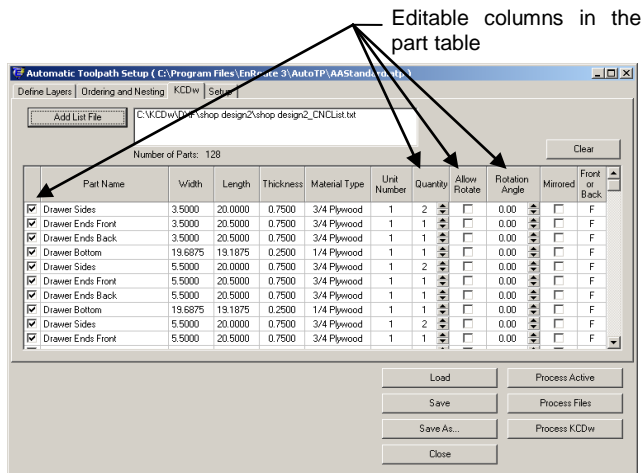 Editable columns in the
part table
Automatic Toolpath Setup ( C:\Program Files\EnRoute 3\AutoTP\AAStandard.atp )
Define Layers Ordering and Nesting KCDw Setup
Add List File C:\KCDw\DXF\shop design2\shop design2_CNCList.txt
Number of Parts: 128 Clear
Part Name Width Length Thickness Material Type Unit Number Quantity Allow Rotate Rotation Angle Mirrored Front or Back
Drawer Sides 3.5000 20.0000 0.7500 3/4 Plywood 1 2 0.00 F
Drawer Ends Front 3.5000 20.5000 0.7500 3/4 Plywood 1 1 0.00 F
Drawer Ends Back 3.5000 20.5000 0.7500 3/4 Plywood 1 1 0.00 F
Drawer Bottom 19.6875 19.1875 0.2500 1/4 Plywood 1 1 0.00 F
Drawer Sides 5.5000 20.0000 0.7500 3/4 Plywood 1 2 0.00 F
Drawer Ends Front 5.5000 20.5000 0.7500 3/4 Plywood 1 1 0.00 F
Drawer Ends Back 5.5000 20.5000 0.7500 3/4 Plywood 1 1 0.00 F
Drawer Bottom 19.6875 19.1875 0.2500 1/4 Plywood 1 1 0.00 F
Drawer Sides 5.5000 20.0000 0.7500 3/4 Plywood 1 2 0.00 F
Drawer Ends Front 5.5000 20.5000 0.7500 3/4 Plywood 1 1 0.00 F
Load Process Active
Save Process Files
Save As... Process KCDw
Close